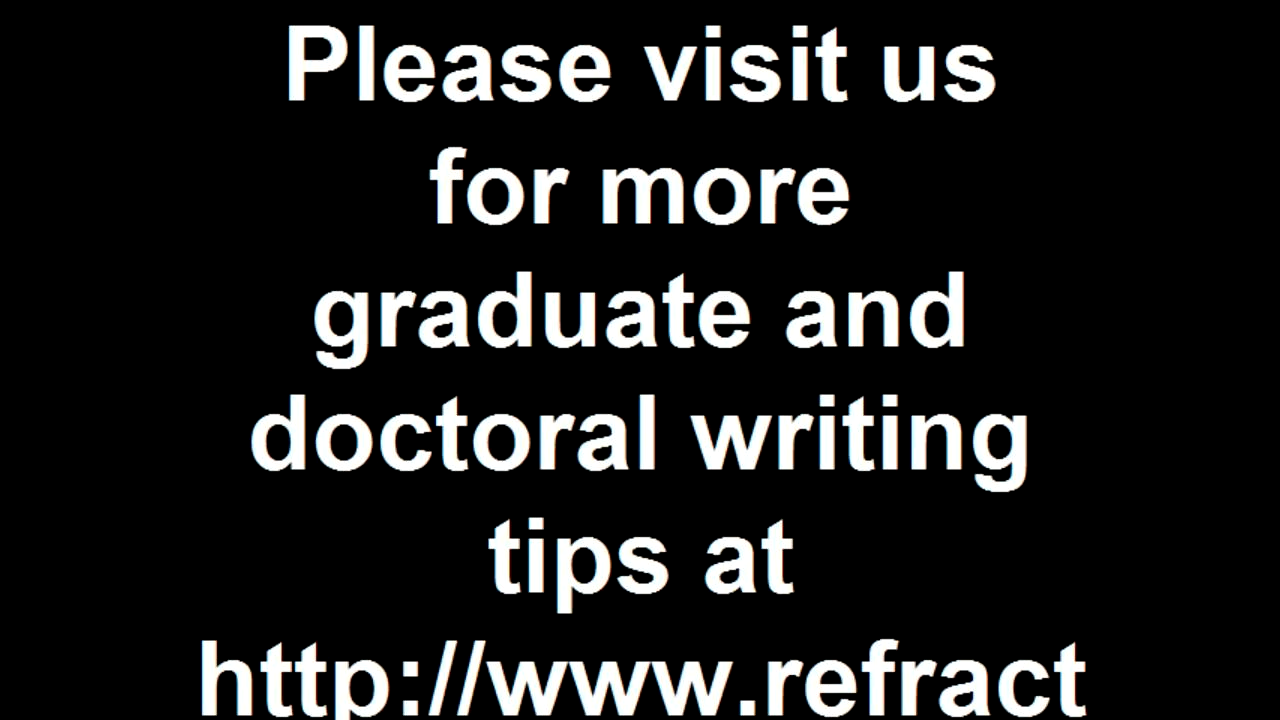 Please visit us
for more
graduate and
doctoral writing
tips at
http://www.refract